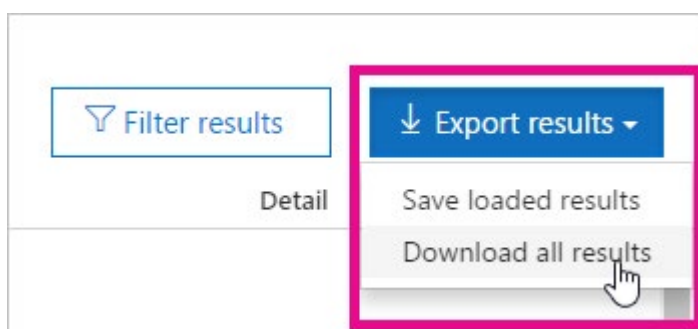 Filter results
Export results
Detail
Save loaded results
Download all results